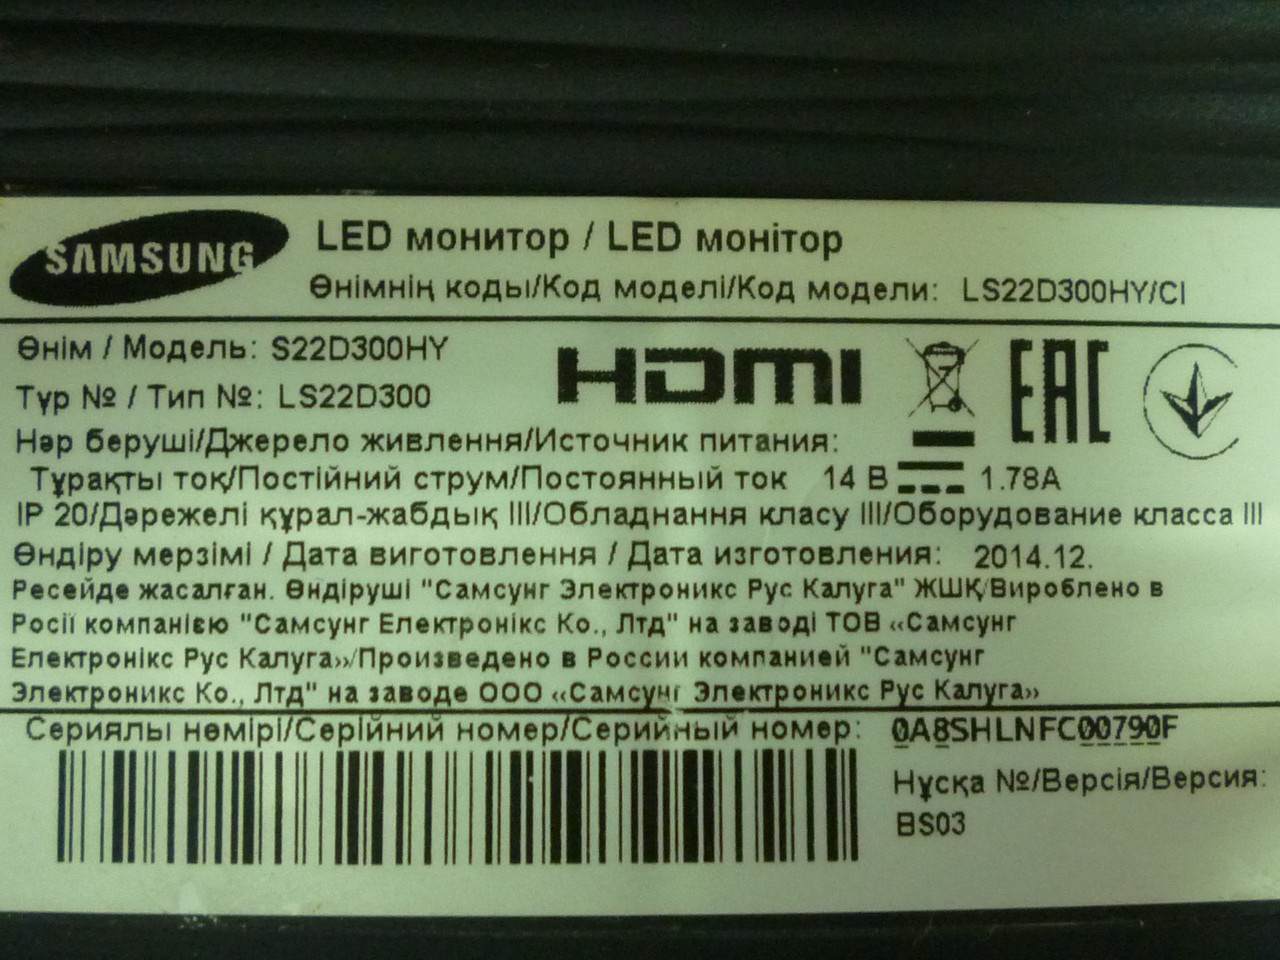 SAMSUNG
LED монитор / LED монітор
Өнімнің коды/Код моделі/Код модели: LS22D300HY/CI
Өнім / Модель: S22D300HY
HDMI
EAC
Түр № / Тип №: LS22D300
Нәр беруші/Джерело живлення/Источник питания:
Тұрақты ток/Постійний струм/Постоянный ток 14 В 1.78A
IP 20/Дәрежелі құрал-жабдық III/Обладнання класу III/Оборудование класса III
Өндіру мерзімі / Дата виготовлення / Дата изготовления: 2014.12.
Ресейде жасалған. Өндіруші "Самсунг Электроникс Рус Калуга" ЖШҚ/Вироблено в
Росії компанією "Самсунг Електронікс Ко., Лтд" на заводі ТОВ «Самсунг
Електронікс Рус Калуга»/Произведено в России компанией "Самсунг
Электроникс Ко., Лтд" на заводе ООО «Самсунг Электроникс Рус Калуга»
Сериялы нөмірі/Серійний номер/Серийный номер: 0A8SHLNFC00790F
Нұсқа №/Версія/Версия:
BS03